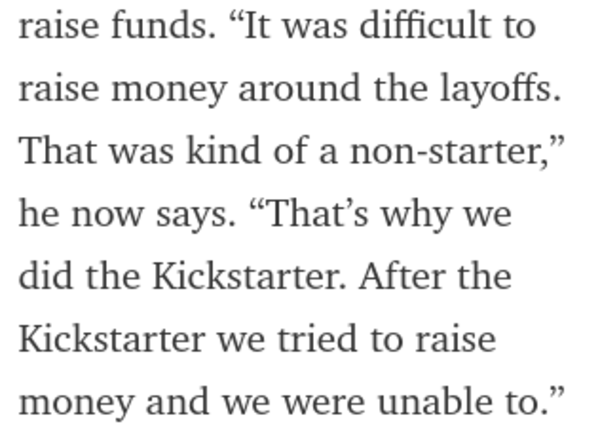 raise funds. “It was difficult to
raise money around the layoffs.
That was kind of a non-starter,”
he now says. “That’s why we
did the Kickstarter. After the
Kickstarter we tried to raise
money and we were unable to.”